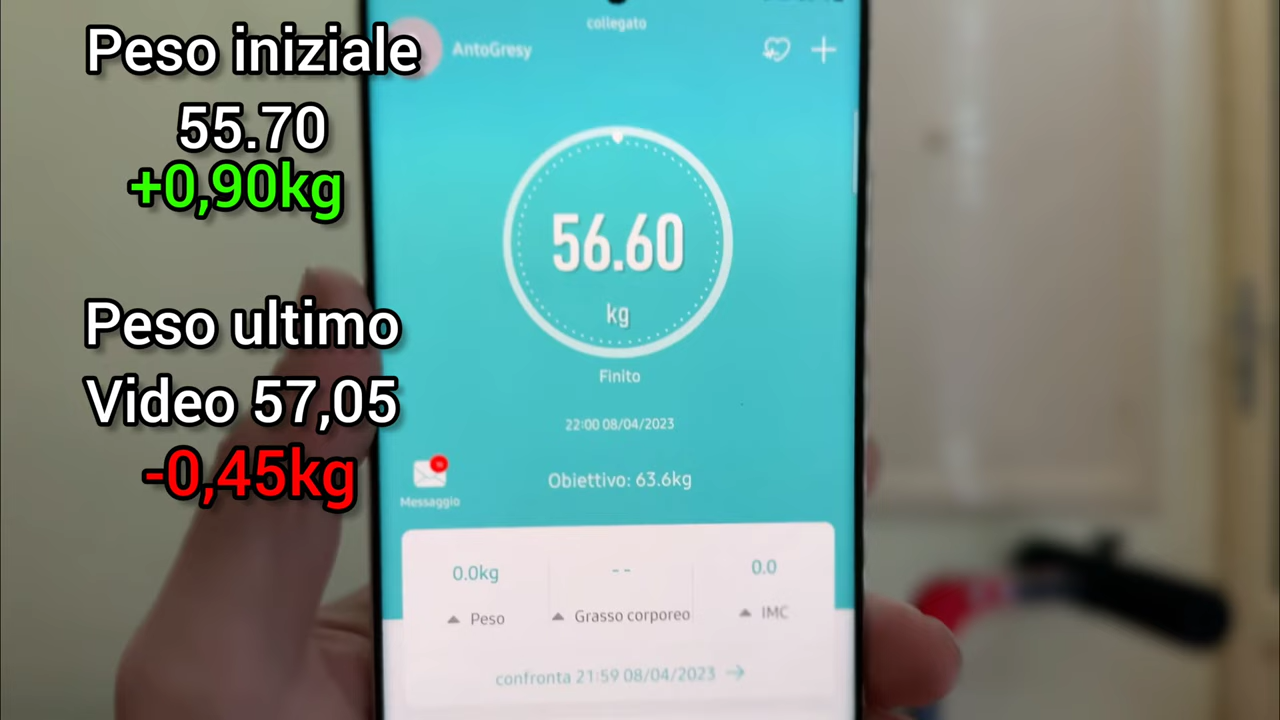 Peso iniziale
55.70
+0,90kg
Peso ultimo
Video 57,05
-0,45kg
collegato
AntoGresy
56.60
kg
Finito
22:00 08/04/2023
Messaggio
Obiettivo: 63.6kg
0.0kg
--
0.0
Peso
Grasso corporeo
IMC
confronta 21:59 08/04/2023